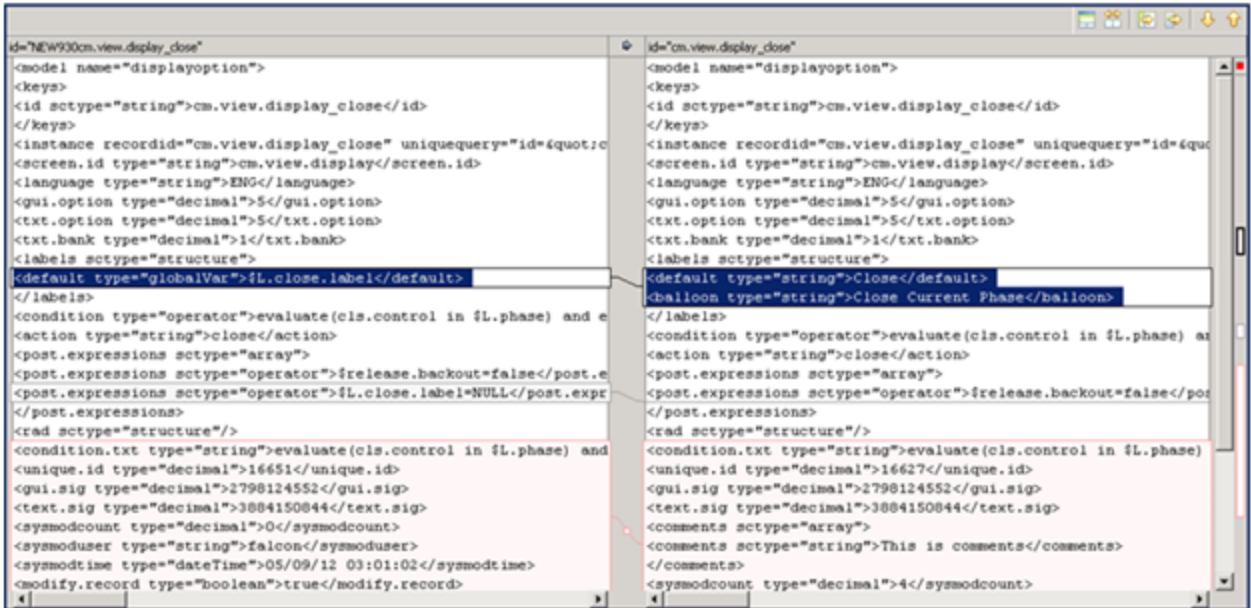 id="NEW930cm.view.display_close"
<model name="displayoption">
<keys>
<id sctype="string">cm.view.display_close</id>
</keys>
<instance recordid="cm.view.display_close" uniquequery="id=&quot;c
<screen.id type="string">cm.view.display</screen.id>
<language type="string">ENG</language>
<gui.option type="decimal">5</gui.option>
<txt.option type="decimal">5</txt.option>
<txt.bank type="decimal">1</txt.bank>
<labels sctype="structure">
<default type="globalVar">$L.close.label</default>
</labels>
<condition type="operator">evaluate(cls.control in $L.phase) and e
<action type="string">close</action>
<post.expressions sctype="array">
<post.expressions sctype="operator">$release.backout=false</post.e
<post.expressions sctype="operator">$L.close.label=NULL</post.expr
</post.expressions>
<rad sctype="structure"/>
<condition.txt type="string">evaluate(cls.control in $L.phase) and
<unique.id type="decimal">16651</unique.id>
<gui.sig type="decimal">2798124552</gui.sig>
<text.sig type="decimal">3884150844</text.sig>
<sysmodcount type="decimal">0</sysmodcount>
<sysmoduser type="string">falcon</sysmoduser>
<sysmodtime type="dateTime">05/09/12 03:01:02</sysmodtime>
<modify.record type="boolean">true</modify.record>
id="cm.view.display_close"
<model name="displayoption">
<keys>
<id sctype="string">cm.view.display_close</id>
</keys>
<instance recordid="cm.view.display_close" uniquequery="id=&quo
<screen.id type="string">cm.view.display</screen.id>
<language type="string">ENG</language>
<gui.option type="decimal">5</gui.option>
<txt.option type="decimal">5</txt.option>
<txt.bank type="decimal">1</txt.bank>
<labels sctype="structure">
<default type="string">Close</default>
<balloon type="string">Close Current Phase</balloon>
</labels>
<condition type="operator">evaluate(cls.control in $L.phase) an
<action type="string">close</action>
<post.expressions sctype="array">
<post.expressions sctype="operator">$release.backout=false</pos
</post.expressions>
<rad sctype="structure"/>
<condition.txt type="string">evaluate(cls.control in $L.phase)
<unique.id type="decimal">16627</unique.id>
<gui.sig type="decimal">2798124552</gui.sig>
<text.sig type="decimal">3884150844</text.sig>
<comments sctype="array">
<comments sctype="string">This is comments</comments>
</comments>
<sysmodcount type="decimal">4</sysmodcount>